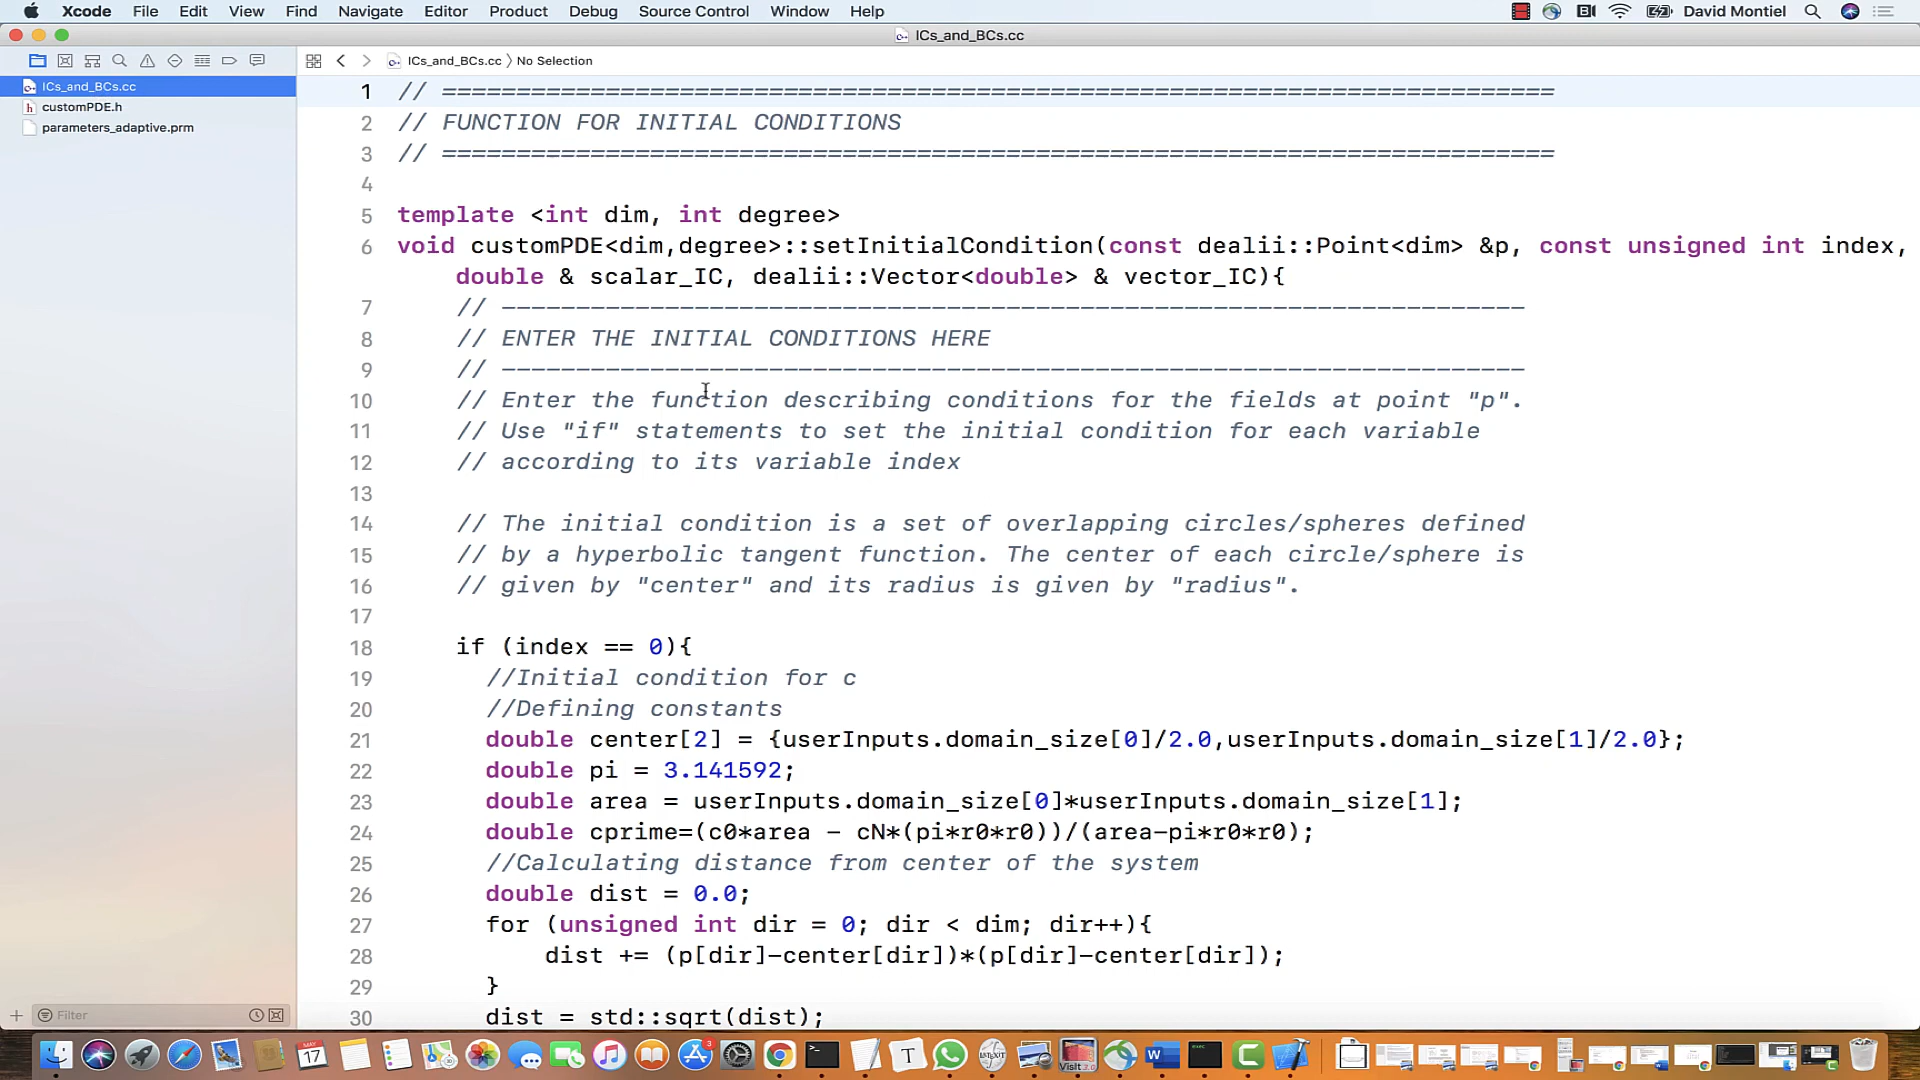 Xcode File Edit View Find Navigate Editor Product Debug Source Control Window Help David Montiel
ICs_and_BCs.cc
ICs_and_BCs.cc 〉 No Selection
ICs_and_BCs.cc
customPDE.h
parameters_adaptive.prm
1 // ===========================================================================
2 // FUNCTION FOR INITIAL CONDITIONS
3 // ===========================================================================
4
5 template <int dim, int degree>
6 void customPDE<dim,degree>::setInitialCondition(const dealii::Point<dim> &p, const unsigned int index,
double & scalar_IC, dealii::Vector<double> & vector_IC){
7 // ---------------------------------------------------------------------
8 // ENTER THE INITIAL CONDITIONS HERE
9 // ---------------------------------------------------------------------
10 // Enter the function describing conditions for the fields at point "p".
11 // Use "if" statements to set the initial condition for each variable
12 // according to its variable index
13
14 // The initial condition is a set of overlapping circles/spheres defined
15 // by a hyperbolic tangent function. The center of each circle/sphere is
16 // given by "center" and its radius is given by "radius".
17
18 if (index == 0){
19 //Initial condition for c
20 //Defining constants
21 double center[2] = {userInputs.domain_size[0]/2.0,userInputs.domain_size[1]/2.0};
22 double pi = 3.141592;
23 double area = userInputs.domain_size[0]*userInputs.domain_size[1];
24 double cprime=(c0*area - cN*(pi*r0*r0))/(area-pi*r0*r0);
25 //Calculating distance from center of the system
26 double dist = 0.0;
27 for (unsigned int dir = 0; dir < dim; dir++){
28 dist += (p[dir]-center[dir])*(p[dir]-center[dir]);
29 }
30 dist = std::sqrt(dist);
Filter
MAY
17
3